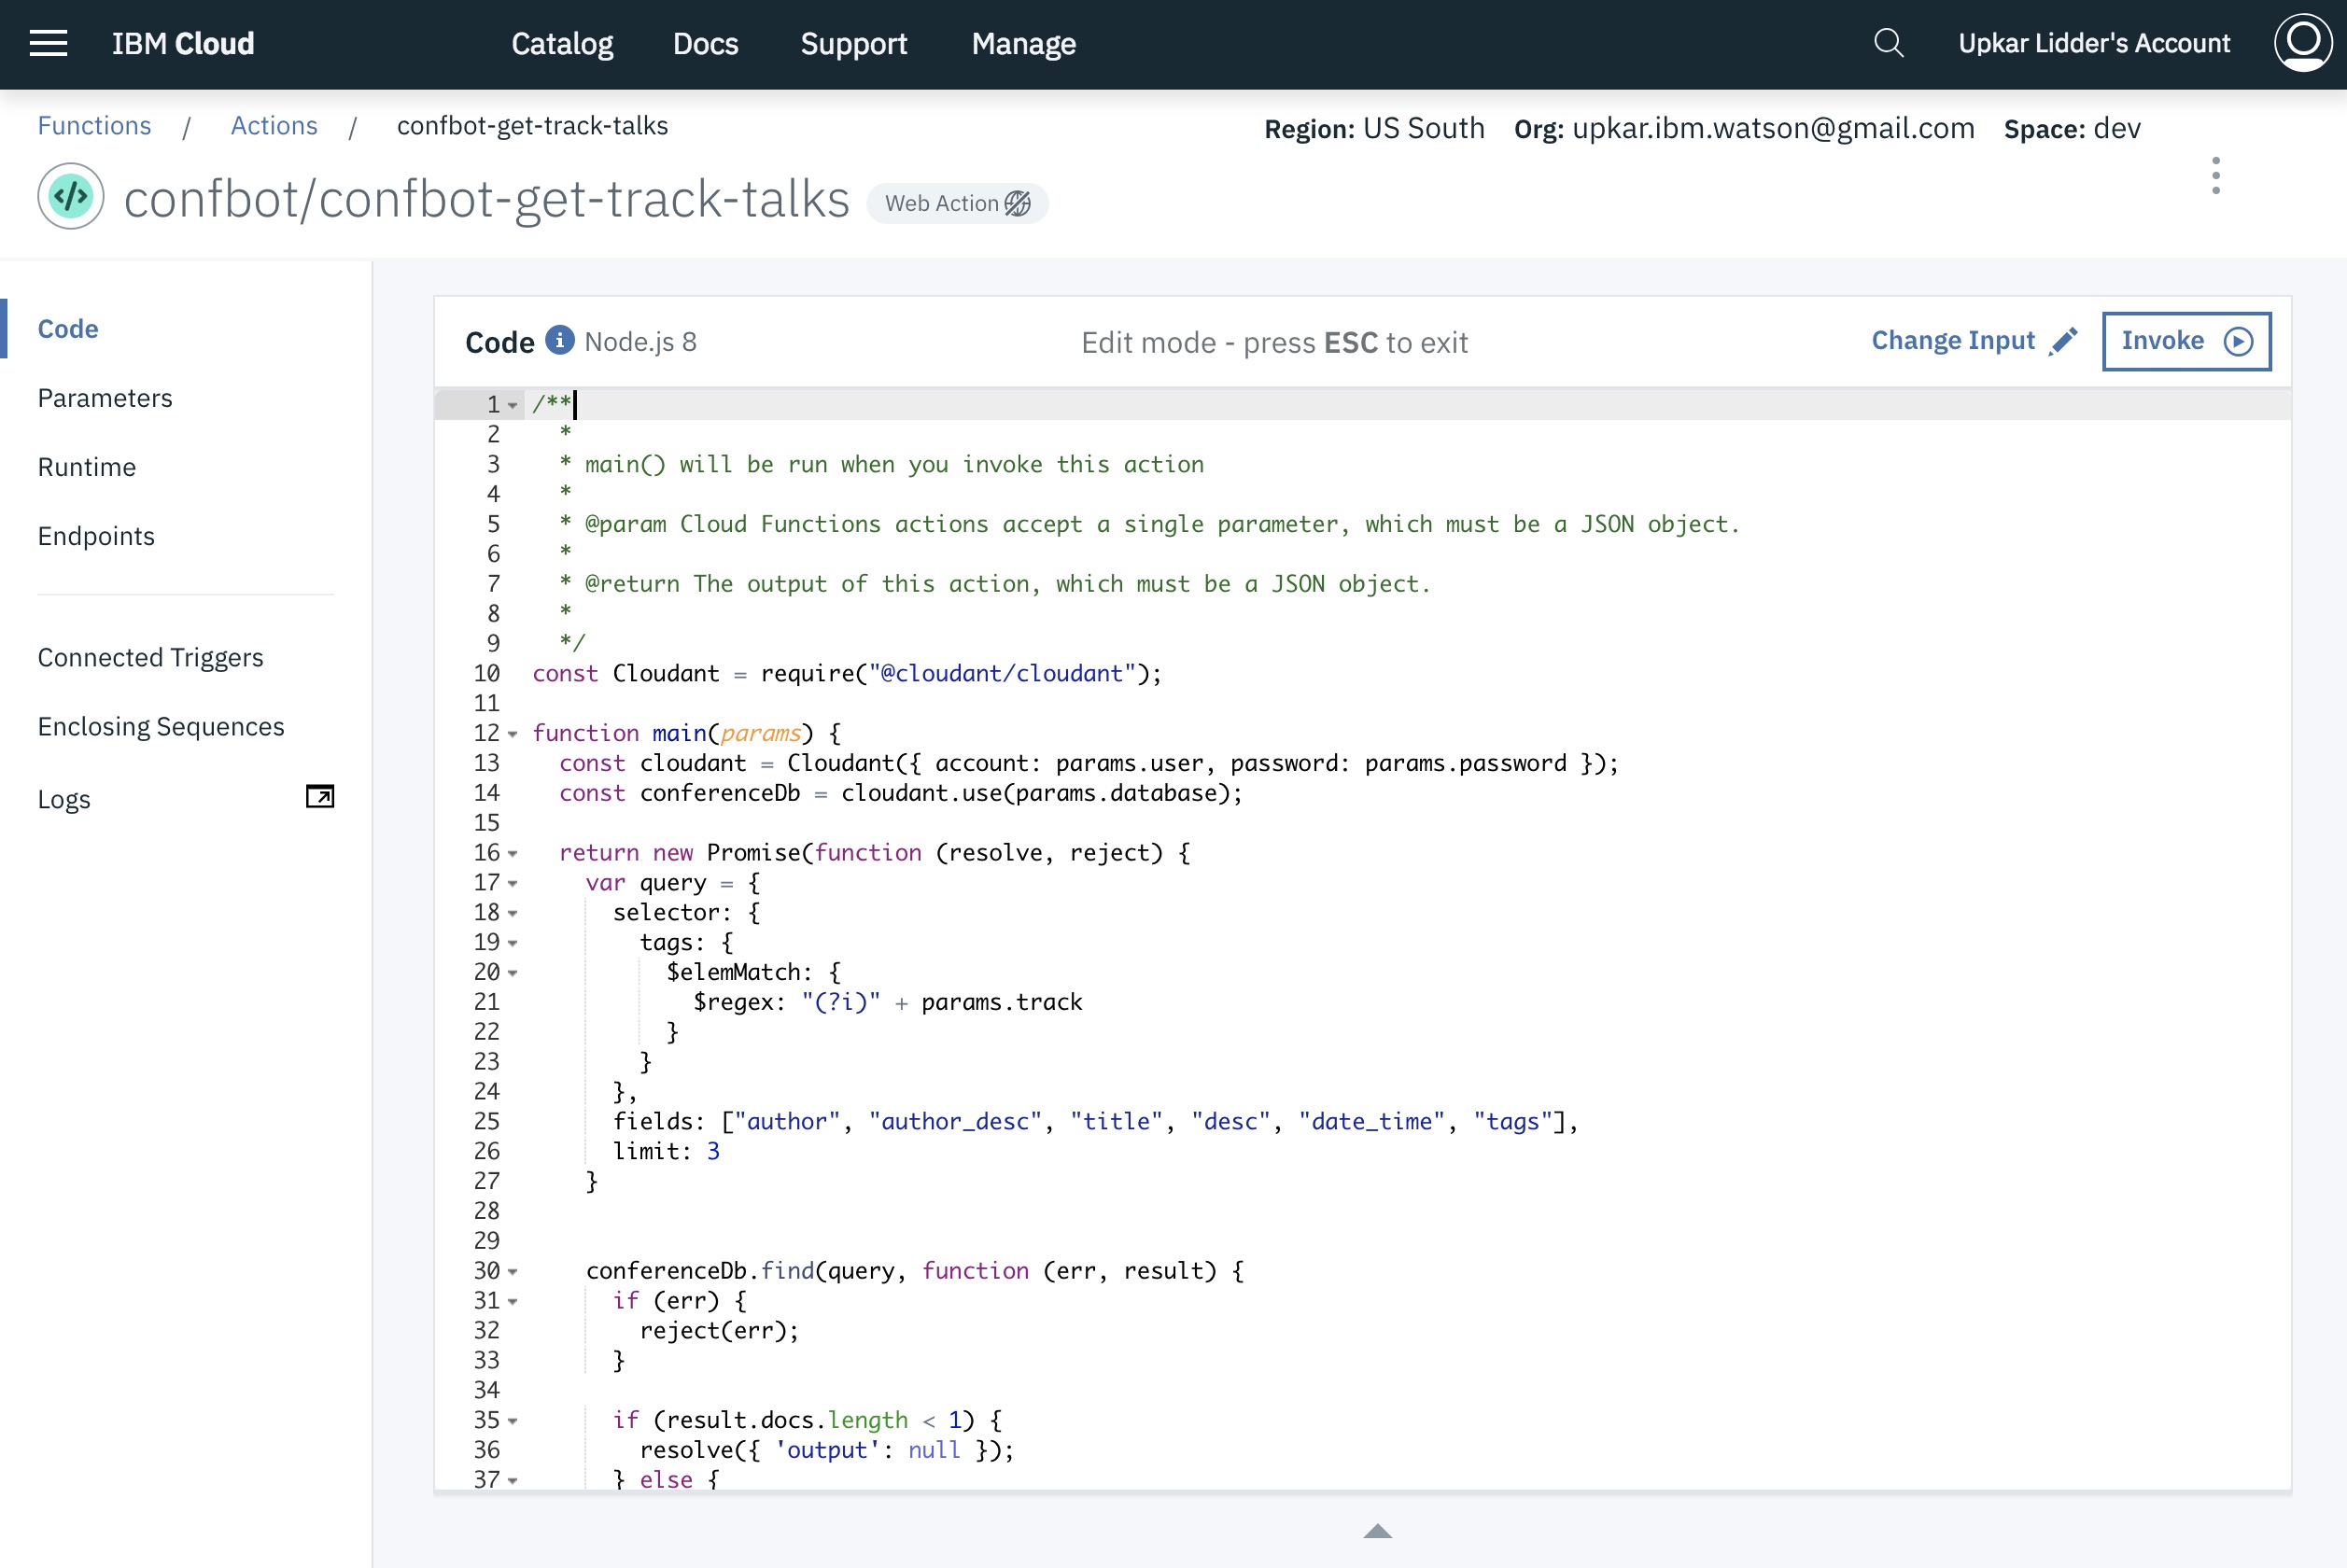 IBM Cloud Catalog Docs Support Manage Upkar Lidder's Account
Functions / Actions / confbot-get-track-talks
Region: US South Org: upkar.ibm.watson@gmail.com Space: dev
confbot/confbot-get-track-talks Web Action
Code
Parameters
Runtime
Endpoints
Connected Triggers
Enclosing Sequences
Logs
Code Node.js 8 Edit mode - press ESC to exit Change Input Invoke
1 /**
2   *
3   * main() will be run when you invoke this action
4   *
5   * @param Cloud Functions actions accept a single parameter, which must be a JSON object.
6   *
7   * @return The output of this action, which must be a JSON object.
8   *
9   */
10 const Cloudant = require("@cloudant/cloudant");
11
12 function main(params) {
13   const cloudant = Cloudant({ account: params.user, password: params.password });
14   const conferenceDb = cloudant.use(params.database);
15
16   return new Promise(function (resolve, reject) {
17     var query = {
18       selector: {
19         tags: {
20           $elemMatch: {
21             $regex: "(?i)" + params.track
22           }
23         }
24       },
25       fields: ["author", "author_desc", "title", "desc", "date_time", "tags"],
26       limit: 3
27     }
28
29
30     conferenceDb.find(query, function (err, result) {
31       if (err) {
32         reject(err);
33       }
34
35       if (result.docs.length < 1) {
36         resolve({ 'output': null });
37       } else {